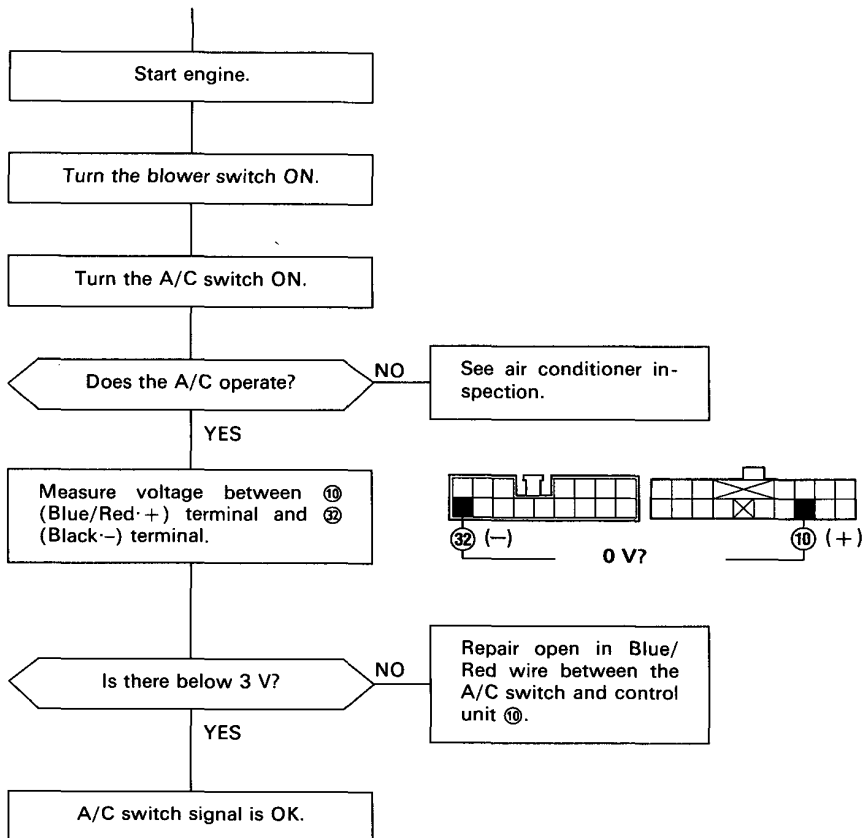 Start engine.
Turn the blower switch ON.
Turn the A/C switch ON.
Does the A/C operate?
NO
See air conditioner in-
spection.
YES
Measure voltage between ⑩
(Blue/Red·+) terminal and ㉜
(Black·−) terminal.
㉜ (−)
0 V?
⑩ (+)
Is there below 3 V?
NO
Repair open in Blue/
Red wire between the
A/C switch and control
unit ⑩.
YES
A/C switch signal is OK.